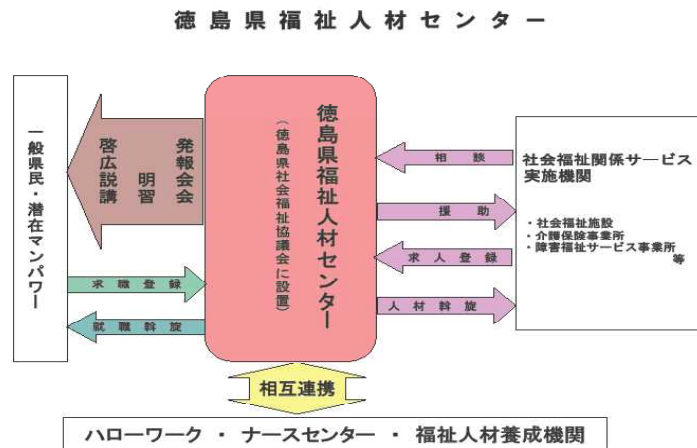 徳島県福祉人材センター
一般県民・潜在マンパワー
啓発
広報
説明会
講習会
求職登録
就職斡旋
徳島県福祉人材センター
（徳島県社会福祉協議会に設置）
相談
援助
求人登録
人材斡旋
社会福祉関係サービス
実施機関
・社会福祉施設
・介護保険事業所
・障害福祉サービス事業所
等
相互連携
ハローワーク ・ ナースセンター ・ 福祉人材養成機関